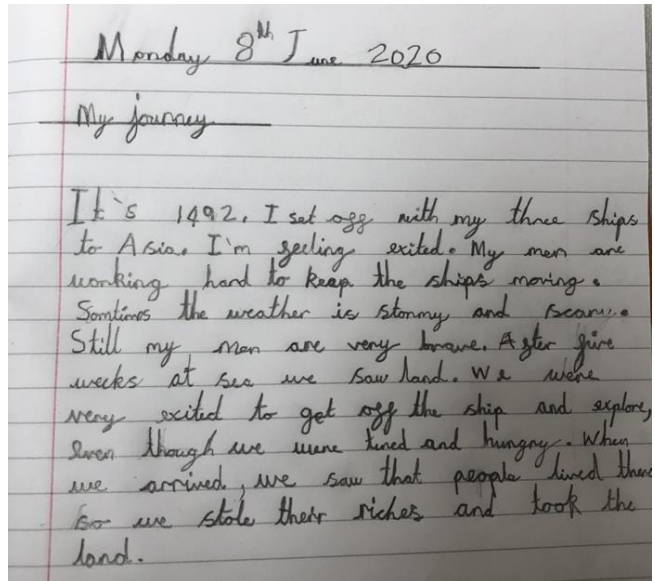 Monday 8th June 2020
My journey
It's 1492. I set off with my three ships
to Asia. I'm feeling exited. My men are
working hard to keep the ships moving.
Somtimes the weather is stormy and scary.
Still my men are very brave. After five
weeks at sea we saw land. We were
very exited to get off the ship and explore,
even though we were tired and hungry. When
we arrived, we saw that people lived there
so we stole their riches and took the
land.